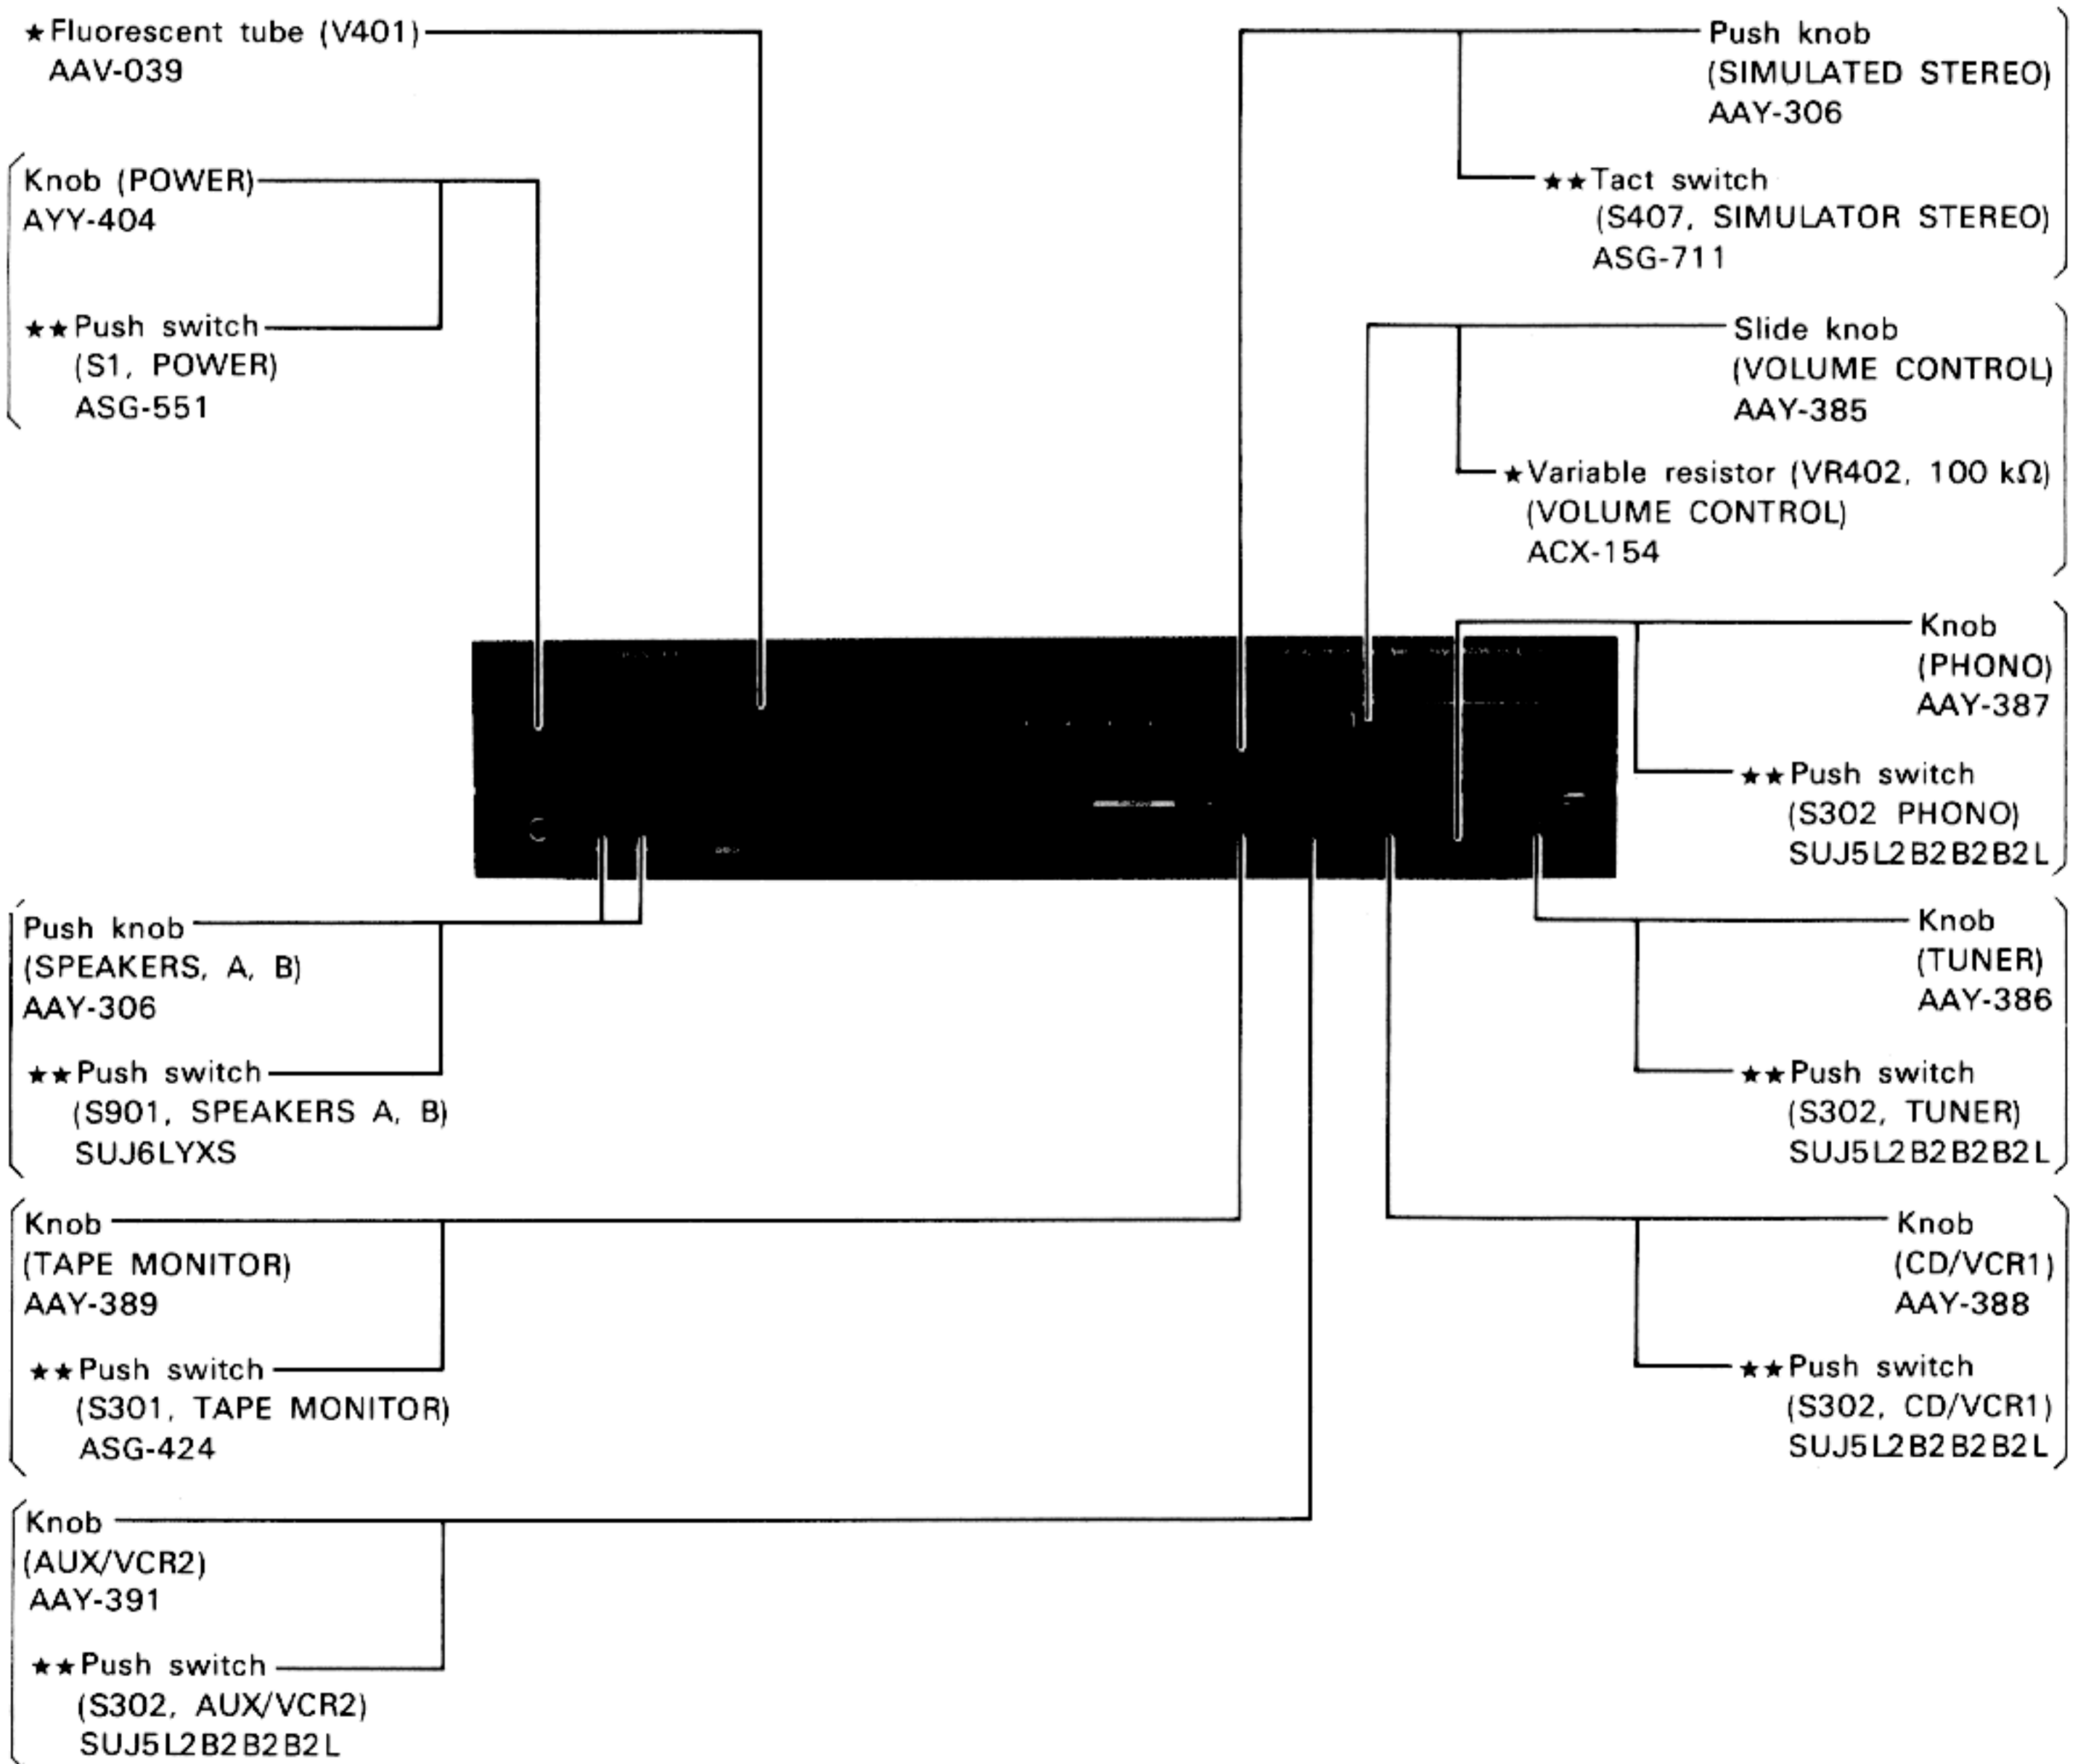 ★Fluorescent tube (V401)
AAV-039
Knob (POWER)
AYY-404
★★Push switch
(S1, POWER)
ASG-551
Push knob
(SPEAKERS, A, B)
AAY-306
★★Push switch
(S901, SPEAKERS A, B)
SUJ6LYXS
Knob
(TAPE MONITOR)
AAY-389
★★Push switch
(S301, TAPE MONITOR)
ASG-424
Knob
(AUX/VCR2)
AAY-391
★★Push switch
(S302, AUX/VCR2)
SUJ5L2B2B2B2L
Push knob
(SIMULATED STEREO)
AAY-306
★★Tact switch
(S407, SIMULATOR STEREO)
ASG-711
Slide knob
(VOLUME CONTROL)
AAY-385
★Variable resistor (VR402, 100 kΩ)
(VOLUME CONTROL)
ACX-154
Knob
(PHONO)
AAY-387
★★Push switch
(S302 PHONO)
SUJ5L2B2B2B2L
Knob
(TUNER)
AAY-386
★★Push switch
(S302, TUNER)
SUJ5L2B2B2B2L
Knob
(CD/VCR1)
AAY-388
★★Push switch
(S302, CD/VCR1)
SUJ5L2B2B2B2L